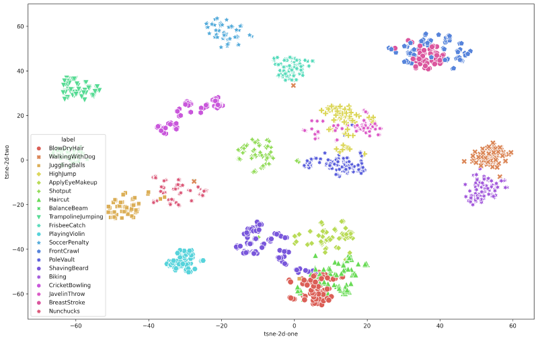 60
40
20
0
−20
−40
−60
tsne-2d-two
label
BlowDryHair
WalkingWithDog
JugglingBalls
HighJump
ApplyEyeMakeup
Shotput
Haircut
BalanceBeam
TrampolineJumping
FrisbeeCatch
PlayingViolin
SoccerPenalty
FrontCrawl
PoleVault
ShavingBeard
Biking
CricketBowling
JavelinThrow
BreastStroke
Nunchucks
−60
−40
−20
0
20
40
60
tsne-2d-one